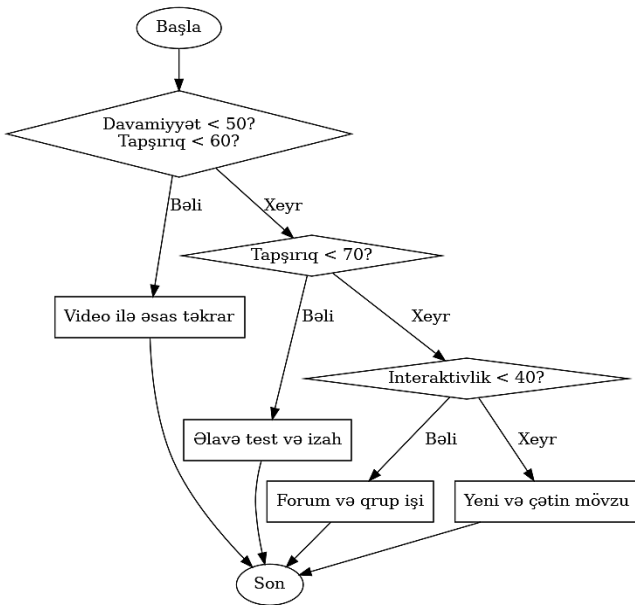 Başla
Davamiyyət < 50?
Tapşırıq < 60?
Bəli
Xeyr
Tapşırıq < 70?
Video ilə əsas təkrar
Bəli
Xeyr
Interaktivlik < 40?
Əlavə test və izah
Bəli
Xeyr
Forum və qrup işi
Yeni və çətin mövzu
Son